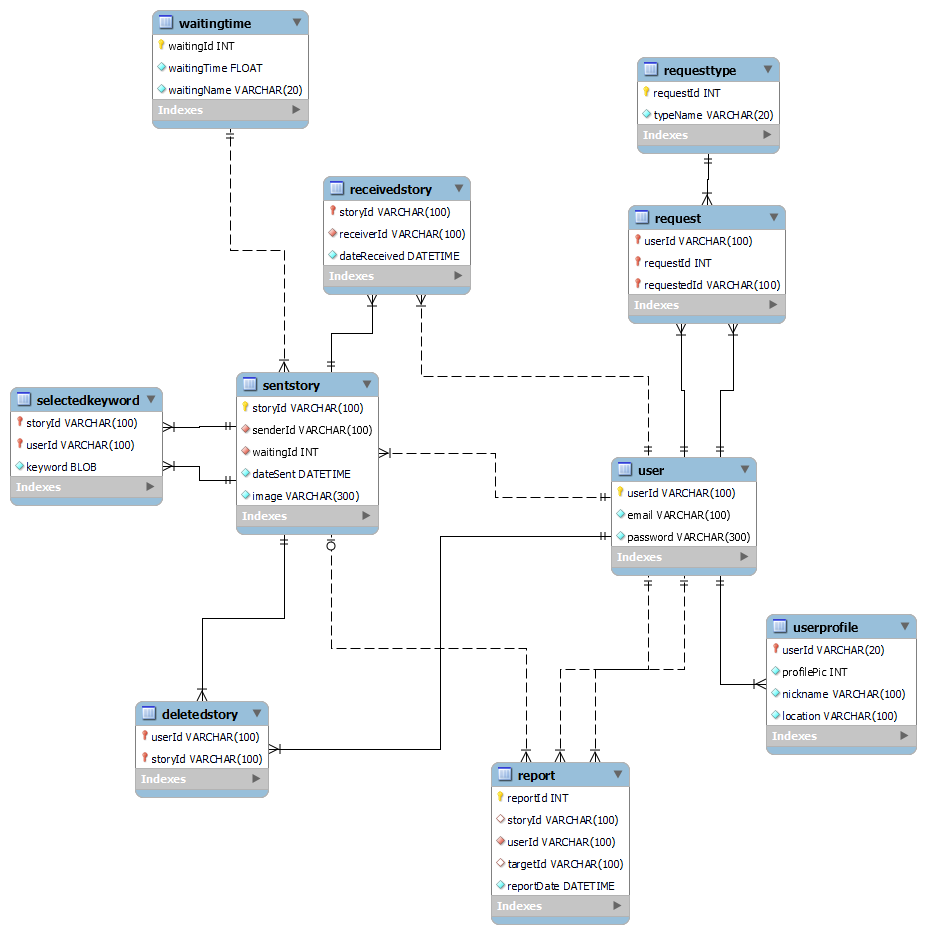 waitingtime
waitingId INT
waitingTime FLOAT
waitingName VARCHAR(20)
Indexes
requesttype
requestId INT
typeName VARCHAR(20)
Indexes
receivedstory
storyId VARCHAR(100)
receiverId VARCHAR(100)
dateReceived DATETIME
Indexes
request
userId VARCHAR(100)
requestId INT
requestedId VARCHAR(100)
Indexes
selectedkeyword
storyId VARCHAR(100)
userId VARCHAR(100)
keyword BLOB
Indexes
sentstory
storyId VARCHAR(100)
senderId VARCHAR(100)
waitingId INT
dateSent DATETIME
image VARCHAR(300)
Indexes
user
userId VARCHAR(100)
email VARCHAR(100)
password VARCHAR(300)
Indexes
userprofile
userId VARCHAR(20)
profilePic INT
nickname VARCHAR(100)
location VARCHAR(100)
Indexes
deletedstory
userId VARCHAR(100)
storyId VARCHAR(100)
Indexes
report
reportId INT
storyId VARCHAR(100)
userId VARCHAR(100)
targetId VARCHAR(100)
reportDate DATETIME
Indexes